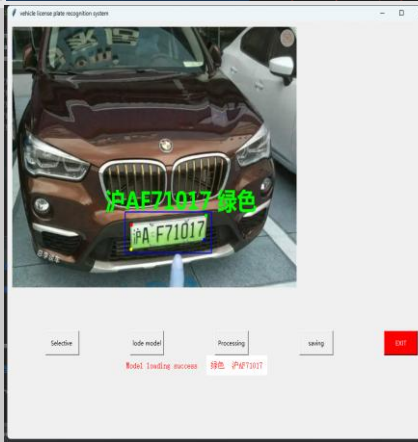 vehicle license plate recognition system
沪AF71017 绿色
沪A F71017
Selective
lode model
Processing
saving
EXIT
Model loading success
绿色 沪AF71017